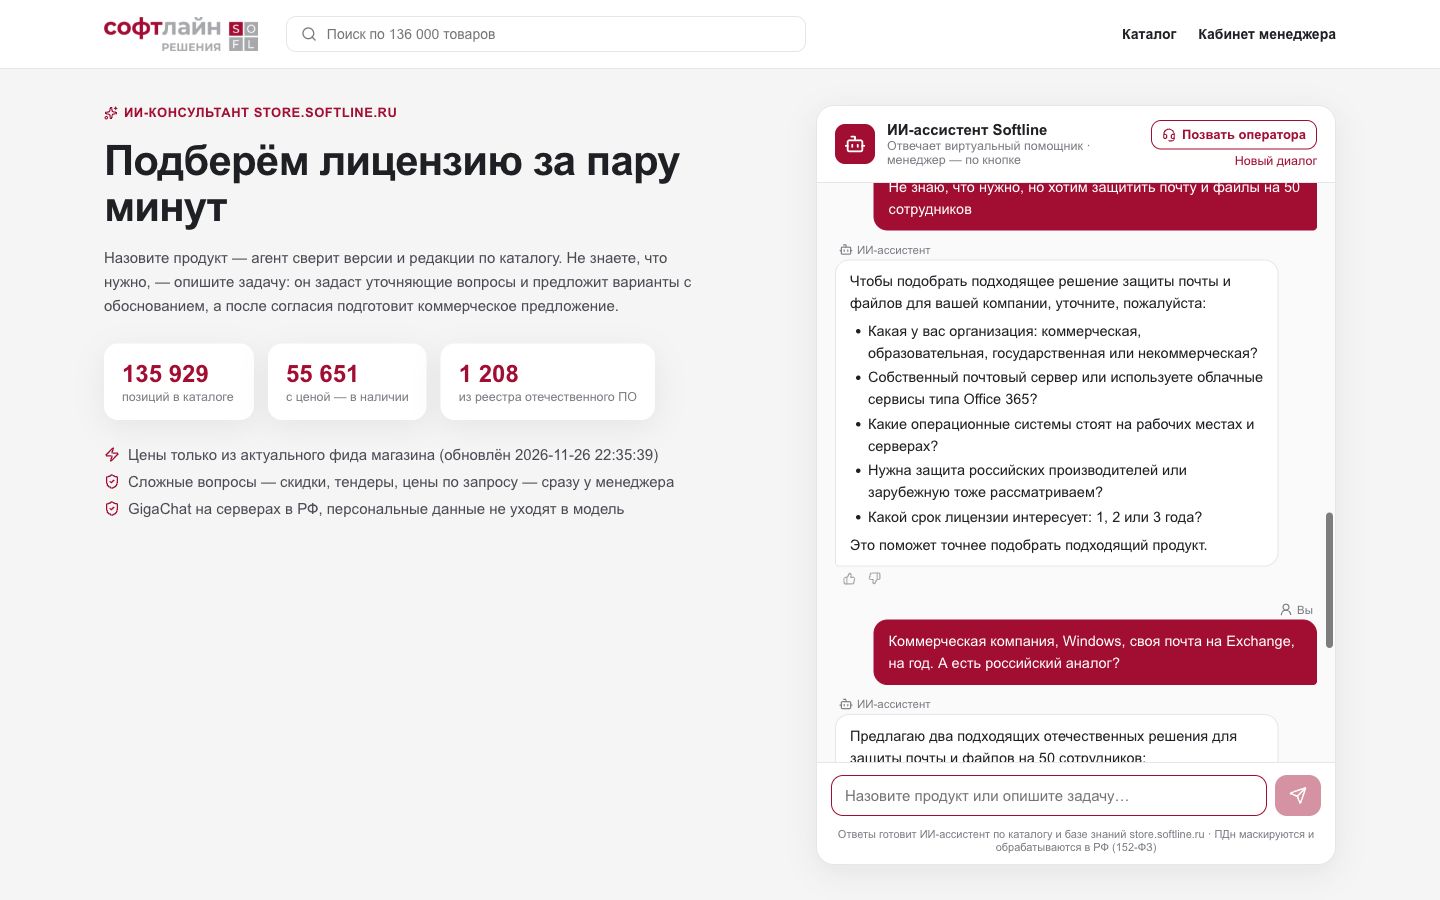 софтлайн
РЕШЕНИЯ
S O
F L
Поиск по 136 000 товаров
Каталог
Кабинет менеджера
ИИ-КОНСУЛЬТАНТ STORE.SOFTLINE.RU
Подберём лицензию за пару
минут
Назовите продукт — агент сверит версии и редакции по каталогу. Не знаете, что
нужно, — опишите задачу: он задаст уточняющие вопросы и предложит варианты с
обоснованием, а после согласия подготовит коммерческое предложение.
135 929
позиций в каталоге
55 651
с ценой — в наличии
1 208
из реестра отечественного ПО
Цены только из актуального фида магазина (обновлён 2026-11-26 22:35:39)
Сложные вопросы — скидки, тендеры, цены по запросу — сразу у менеджера
GigaChat на серверах в РФ, персональные данные не уходят в модель
ИИ-ассистент Softline
Отвечает виртуальный помощник ·
менеджер — по кнопке
Позвать оператора
Новый диалог
Не знаю, что нужно, но хотим защитить почту и файлы на 50
сотрудников
ИИ-ассистент
Чтобы подобрать подходящее решение защиты почты и
файлов для вашей компании, уточните, пожалуйста:
• Какая у вас организация: коммерческая,
образовательная, государственная или некоммерческая?
• Собственный почтовый сервер или используете облачные
сервисы типа Office 365?
• Какие операционные системы стоят на рабочих местах и
серверах?
• Нужна защита российских производителей или
зарубежную тоже рассматриваем?
• Какой срок лицензии интересует: 1, 2 или 3 года?
Это поможет точнее подобрать подходящий продукт.
Вы
Коммерческая компания, Windows, своя почта на Exchange,
на год. А есть российский аналог?
ИИ-ассистент
Предлагаю два подходящих отечественных решения для
защиты почты и файлов на 50 сотрудников:
Назовите продукт или опишите задачу…
Ответы готовит ИИ-ассистент по каталогу и базе знаний store.softline.ru · ПДн маскируются и
обрабатываются в РФ (152-ФЗ)